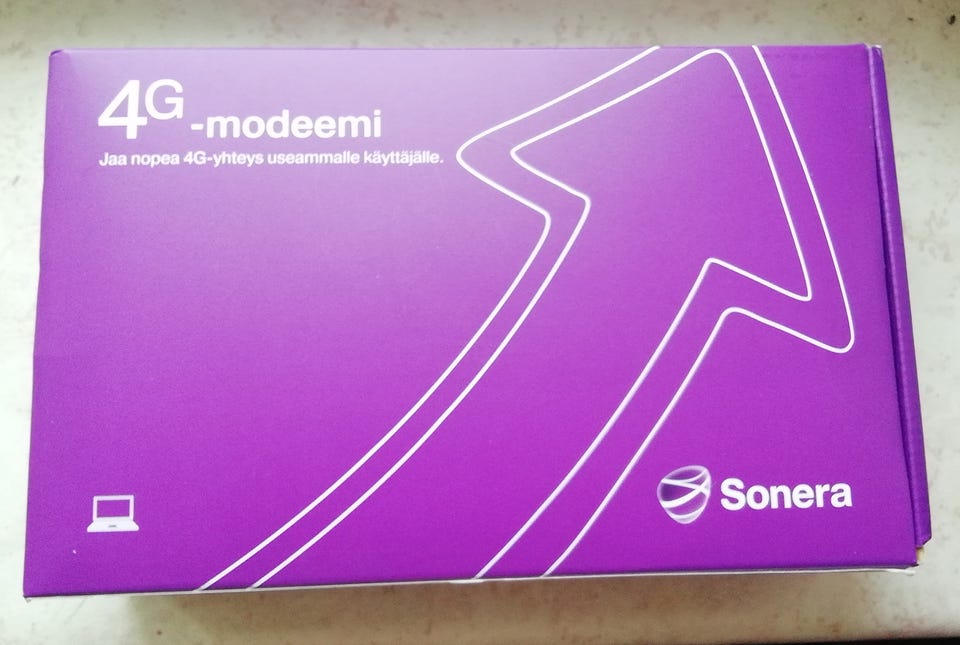 4G-modeemi
Jaa nopea 4G-yhteys useammalle käyttäjälle.
Sonera